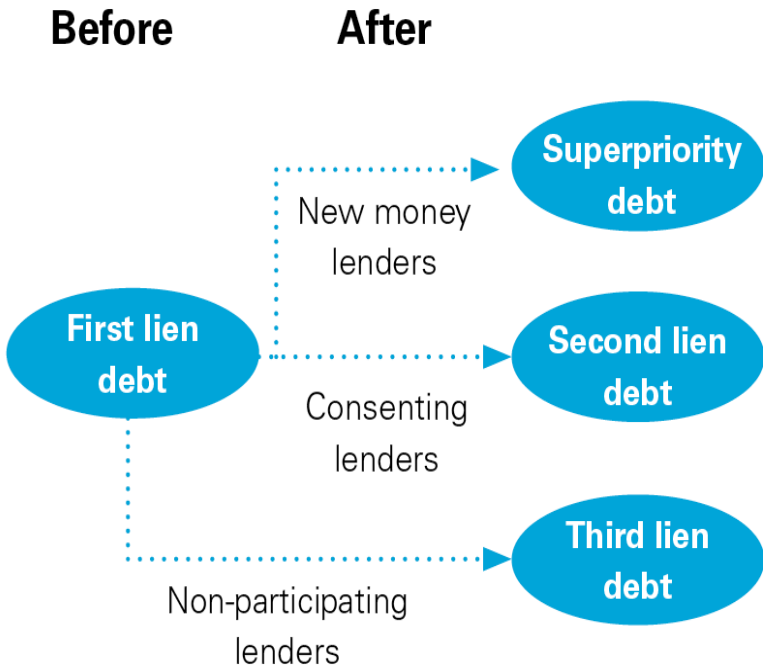 Before
After
Superpriority
debt
New money
lenders
First lien
debt
Second lien
debt
Consenting
lenders
Third lien
debt
Non-participating
lenders